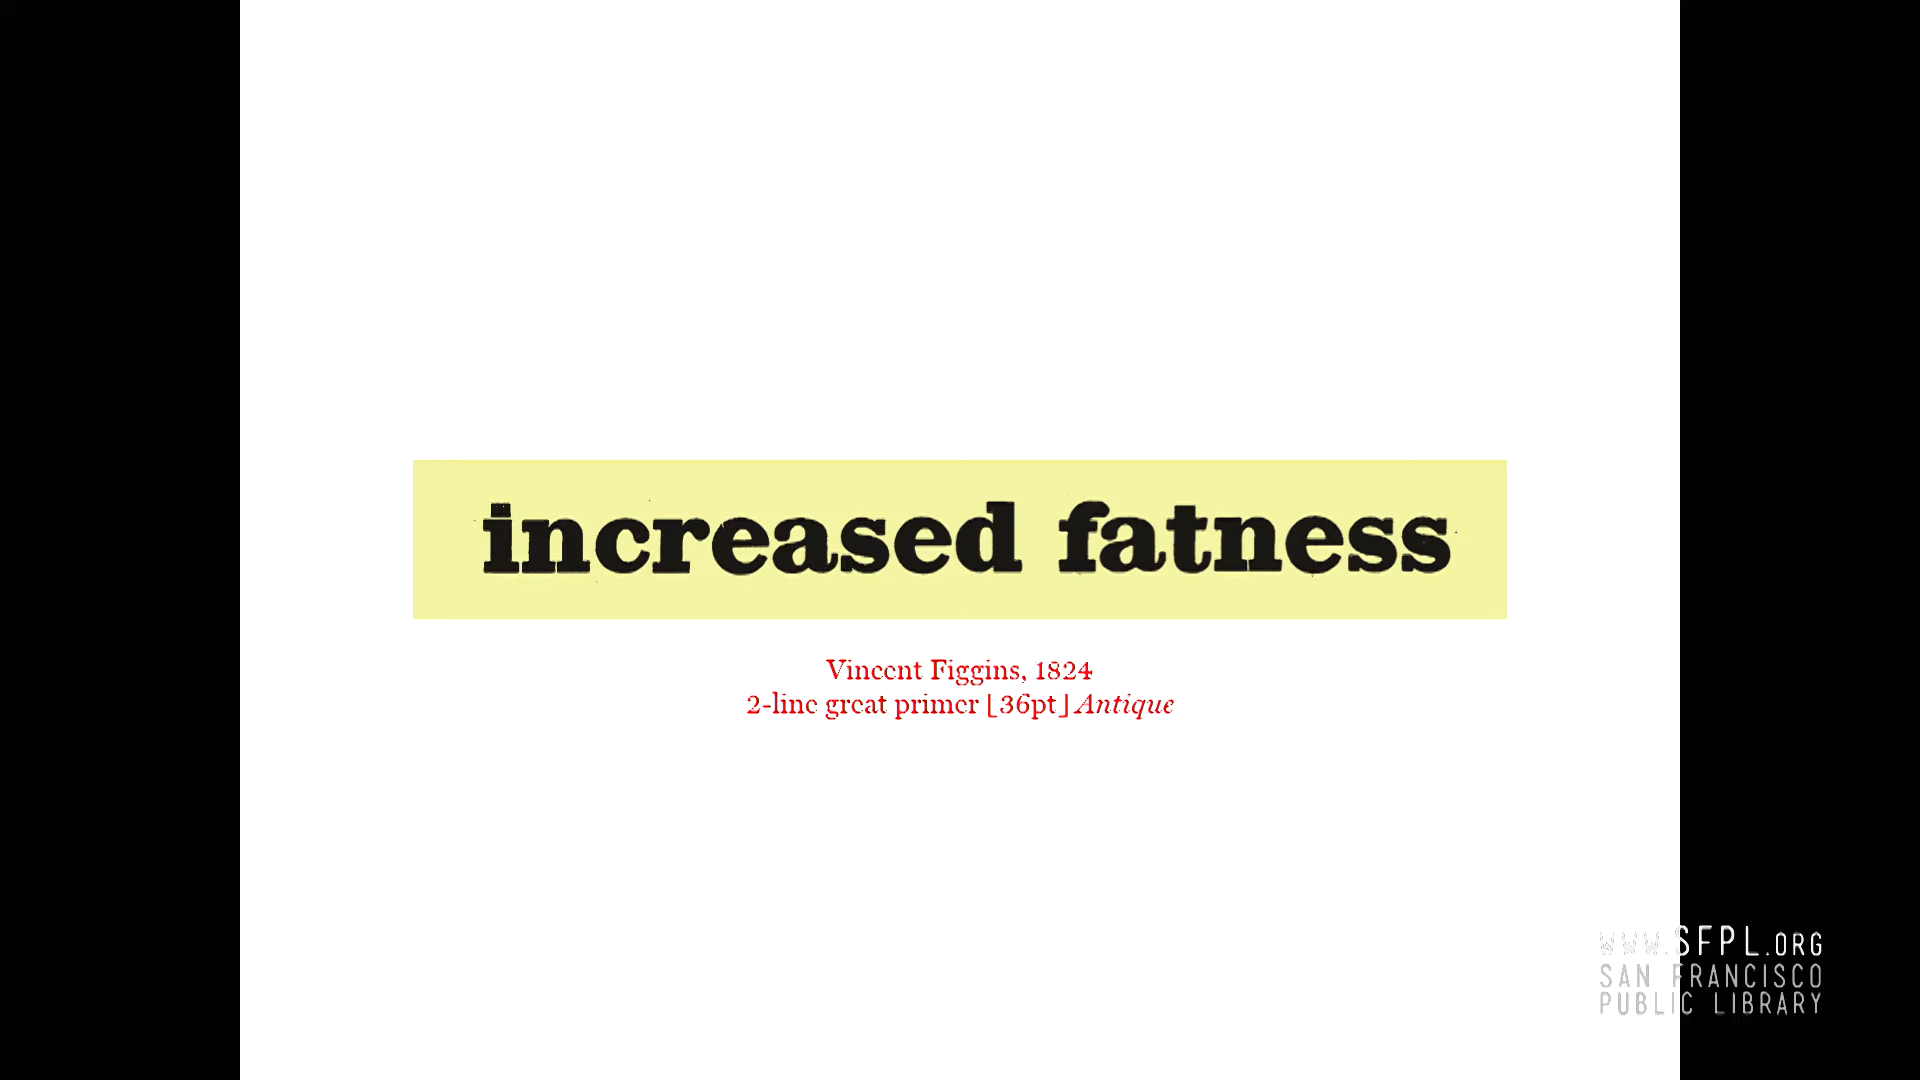 increased fatness
Vincent Figgins, 1824
2-line great primer [36pt] Antique
WWW.SFPL.ORG
SAN FRANCISCO
PUBLIC LIBRARY